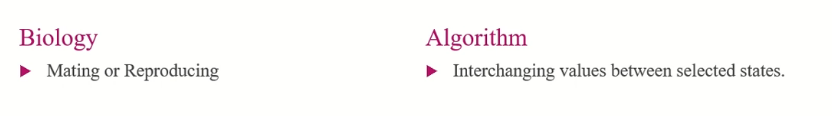 Biology
Mating or Reproducing
Algorithm
Interchanging values between selected states.